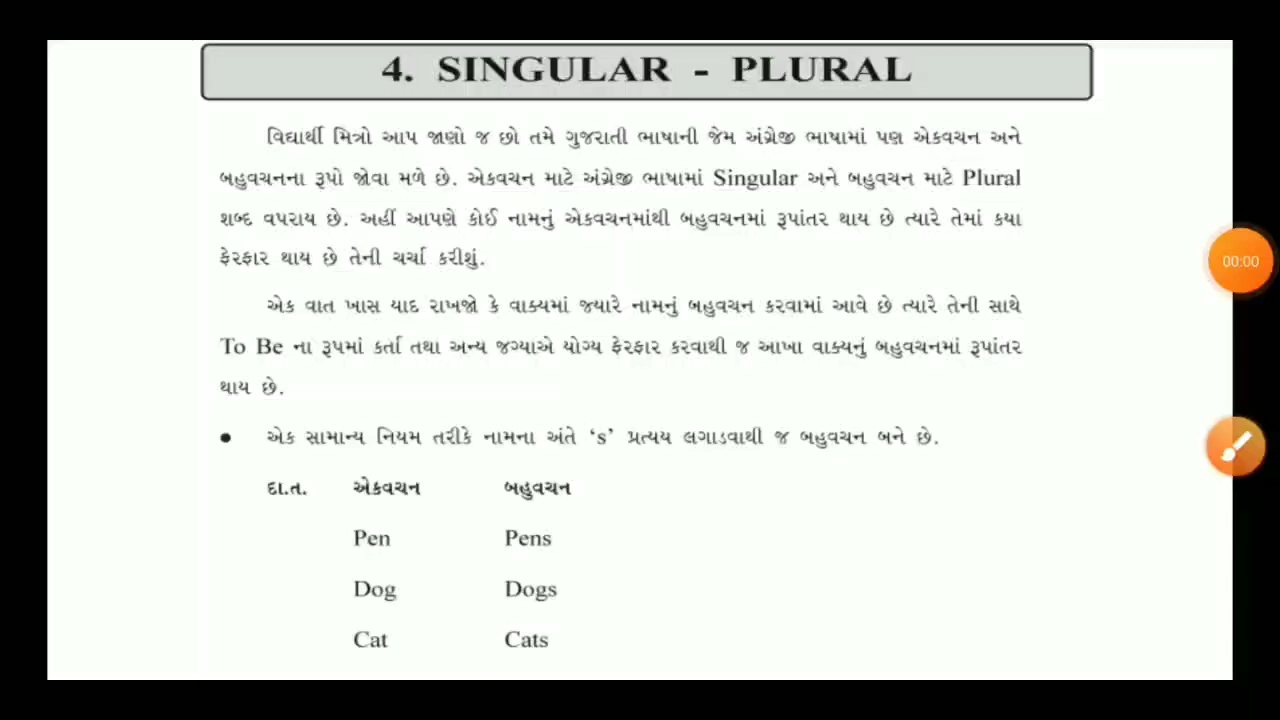 4. SINGULAR - PLURAL
વિદ્યાર્થી મિત્રો આપ જાણો જ છો તમે ગુજરાતી ભાષાની જેમ અંગ્રેજી ભાષામાં પણ એકવચન અને
બહુવચનના રૂપો જોવા મળે છે. એકવચન માટે અંગ્રેજી ભાષામાં Singular અને બહુવચન માટે Plural
શબ્દ વપરાય છે. અહીં આપણે કોઈ નામનું એકવચનમાંથી બહુવચનમાં રૂપાંતર થાય છે ત્યારે તેમાં કયા
ફેરફાર થાય છે તેની ચર્ચા કરીશું.
એક વાત ખાસ યાદ રાખજો કે વાક્યમાં જ્યારે નામનું બહુવચન કરવામાં આવે છે ત્યારે તેની સાથે
To Be ના રૂપમાં કર્તા તથા અન્ય જગ્યાએ યોગ્ય ફેરફાર કરવાથી જ આખા વાક્યનું બહુવચનમાં રૂપાંતર
થાય છે.
● એક સામાન્ય નિયમ તરીકે નામના અંતે ‘s’ પ્રત્યય લગાડવાથી જ બહુવચન બને છે.
દા.ત. એકવચન બહુવચન
Pen Pens
Dog Dogs
Cat Cats
00:00